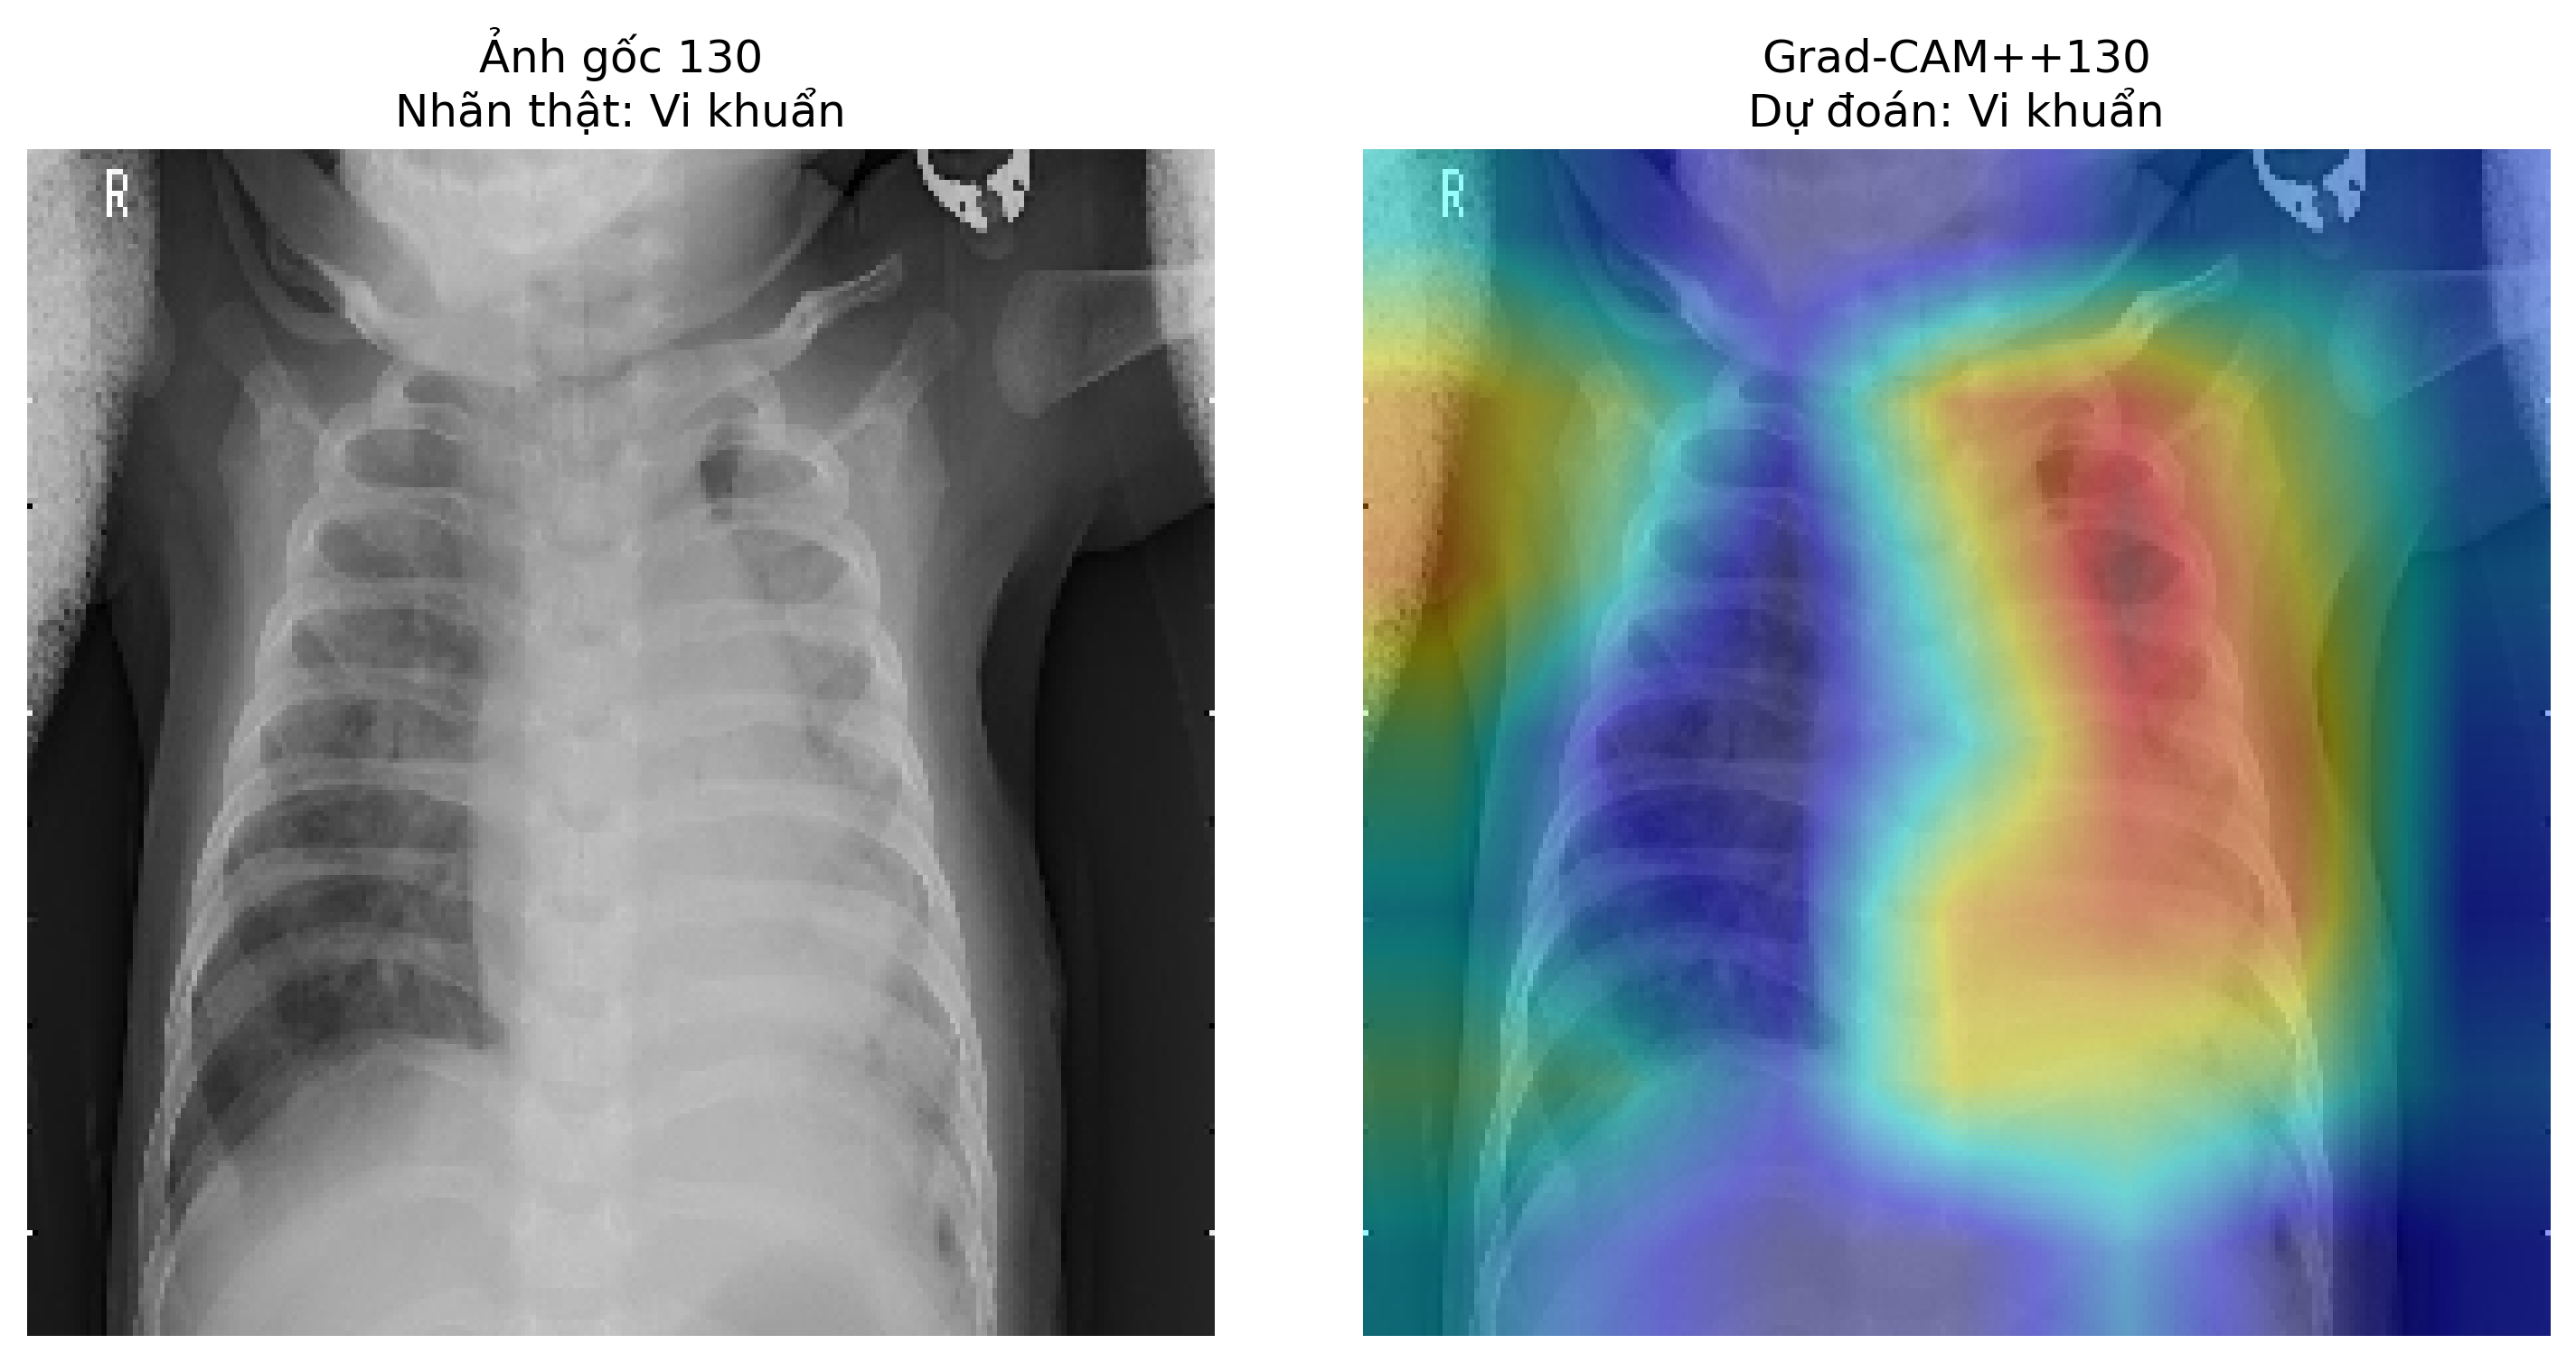 Ảnh gốc 130
Nhãn thật: Vi khuẩn
R
Grad-CAM++130
Dự đoán: Vi khuẩn
R